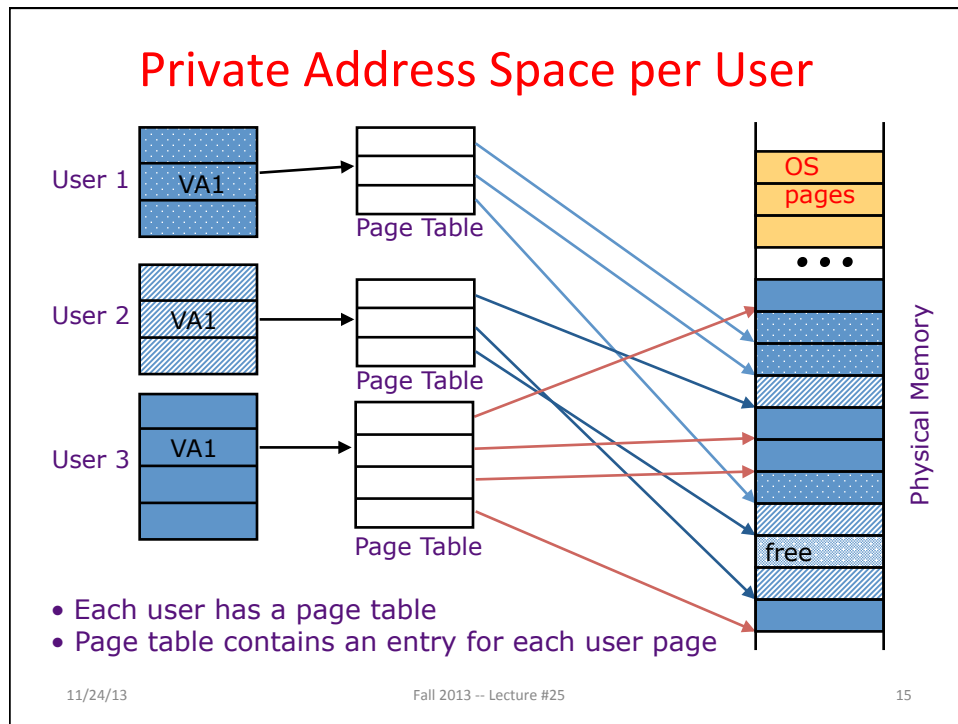 Private Address Space per User
User 1
VA1
Page Table
OS
pages
• • •
User 2
VA1
Page Table
User 3
VA1
Page Table
free
Physical Memory
• Each user has a page table
• Page table contains an entry for each user page
11/24/13
Fall 2013 -- Lecture #25
15